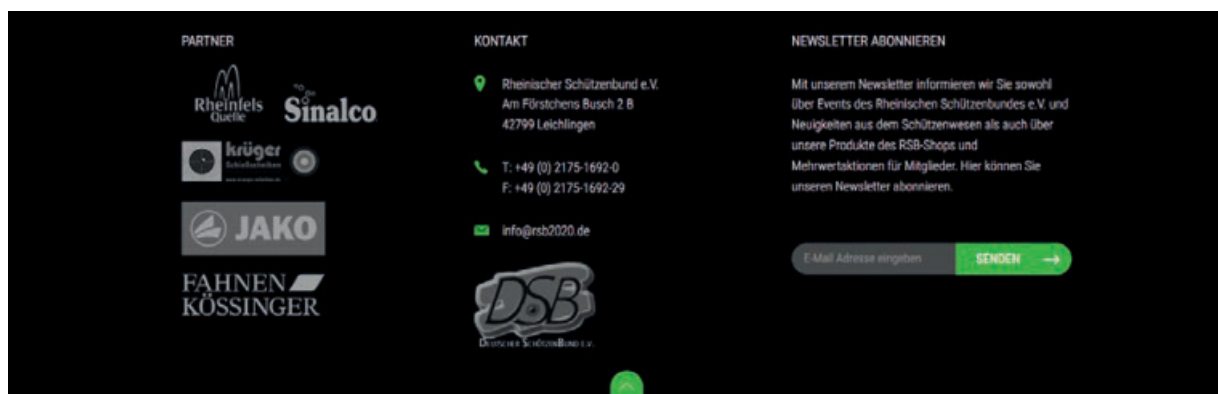 PARTNER
Rheinfels
Quelle
Sinalco
krüger
Schießscheiben
JAKO
FAHNEN
KÖSSINGER
KONTAKT
Rheinischer Schützenbund e.V.
Am Förstchens Busch 2 B
42799 Leichlingen
T: +49 (0) 2175-1692-0
F: +49 (0) 2175-1692-29
info@rsb2020.de
DSB
DEUTSCHER SCHÜTZENBUND E.V.
NEWSLETTER ABONNIEREN
Mit unserem Newsletter informieren wir Sie sowohl
über Events des Rheinischen Schützenbundes e.V. und
Neuigkeiten aus dem Schützenwesen als auch über
unsere Produkte des RSB-Shops und
Mehrwertaktionen für Mitglieder. Hier können Sie
unseren Newsletter abonnieren.
E-Mail Adresse eingeben
SENDEN